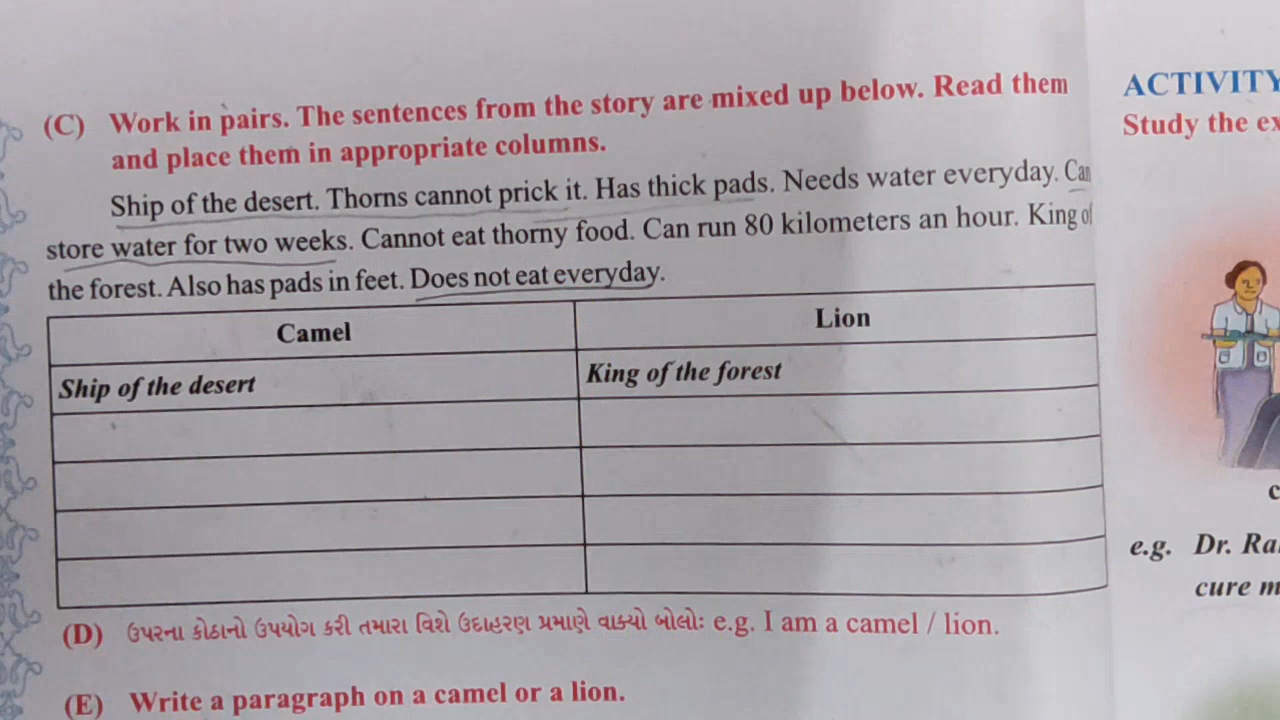 (C) Work in pairs. The sentences from the story are mixed up below. Read them
and place them in appropriate columns.
Ship of the desert. Thorns cannot prick it. Has thick pads. Needs water everyday. Can
store water for two weeks. Cannot eat thorny food. Can run 80 kilometers an hour. King of
the forest. Also has pads in feet. Does not eat everyday.
Camel Lion
Ship of the desert King of the forest
(D) ઉપરના કોઠાનો ઉપયોગ કરી તમારા વિશે ઉદાહરણ પ્રમાણે વાક્યો બોલોઃ e.g. I am a camel / lion.
(E) Write a paragraph on a camel or a lion.
ACTIVITY
Study the
e.g. Dr.
cure